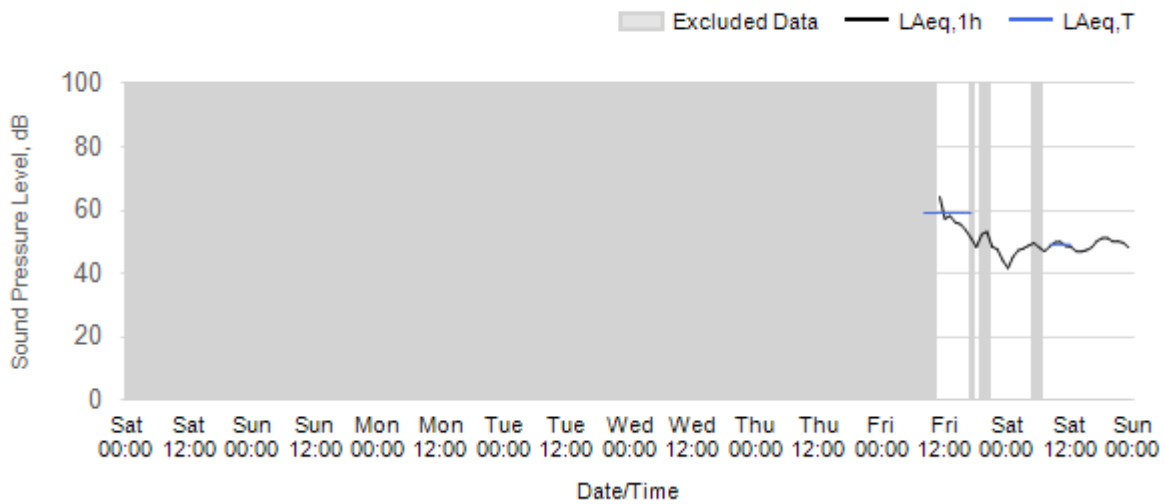 Excluded Data LAeq,1h LAeq,T
100
80
60
40
20
0
Sound Pressure Level, dB
Sat Sat Sun Sun Mon Mon Tue Tue Wed Wed Thu Thu Fri Fri Sat Sat Sun
00:00 12:00 00:00 12:00 00:00 12:00 00:00 12:00 00:00 12:00 00:00 12:00 00:00 12:00 00:00 12:00 00:00
Date/Time